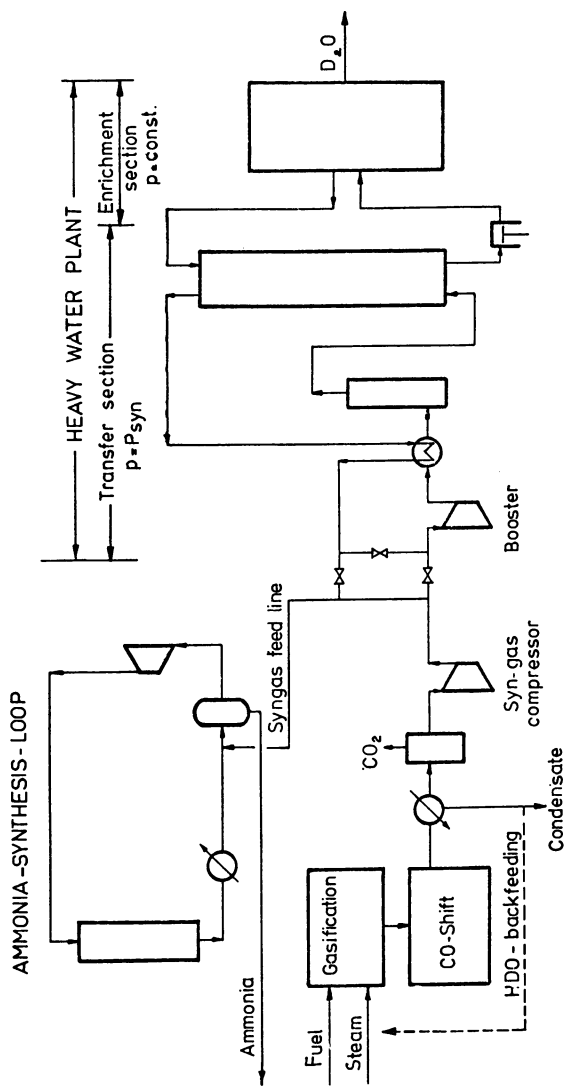 AMMONIA-SYNTHESIS-LOOP
HEAVY WATER PLANT
Transfer section
p=Psyn
Enrichment
section
p=const.
D2O
Ammonia
Syngas feed line
Fuel
Steam
Gasification
CO-Shift
CO2
Syn-gas
compressor
Booster
HDO-backfeeding
Condensate